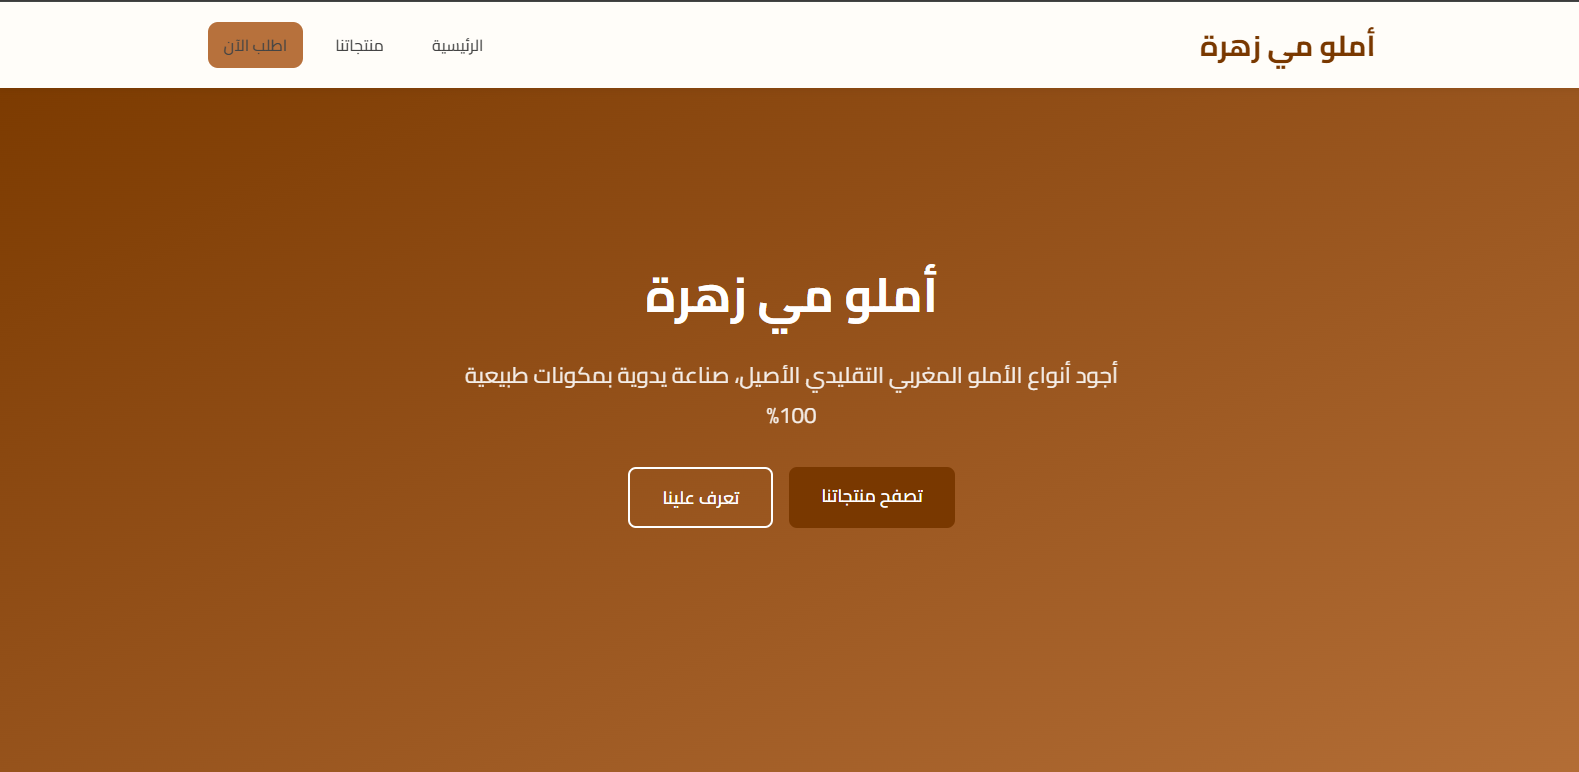 أملو مي زهرة
الرئيسية
منتجاتنا
اطلب الآن
أملو مي زهرة
أجود أنواع الأملو المغربي التقليدي الأصيل، صناعة يدوية بمكونات طبيعية
100%
تصفح منتجاتنا
تعرف علينا